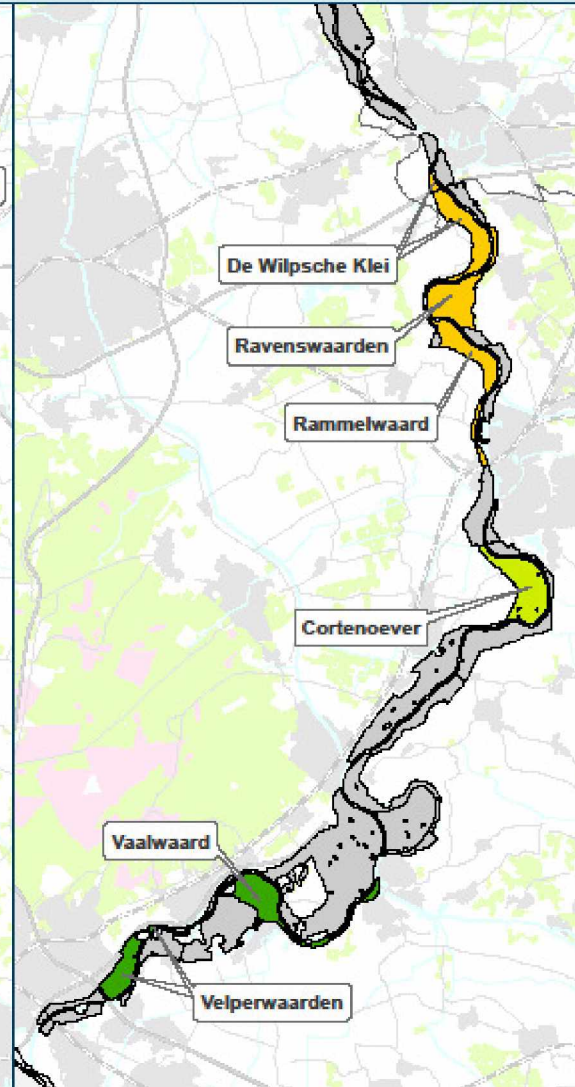 De Wilpsche Klei
Ravenswaarden
Rammelwaard
Cortenoever
Vaalwaard
Velperwaarden